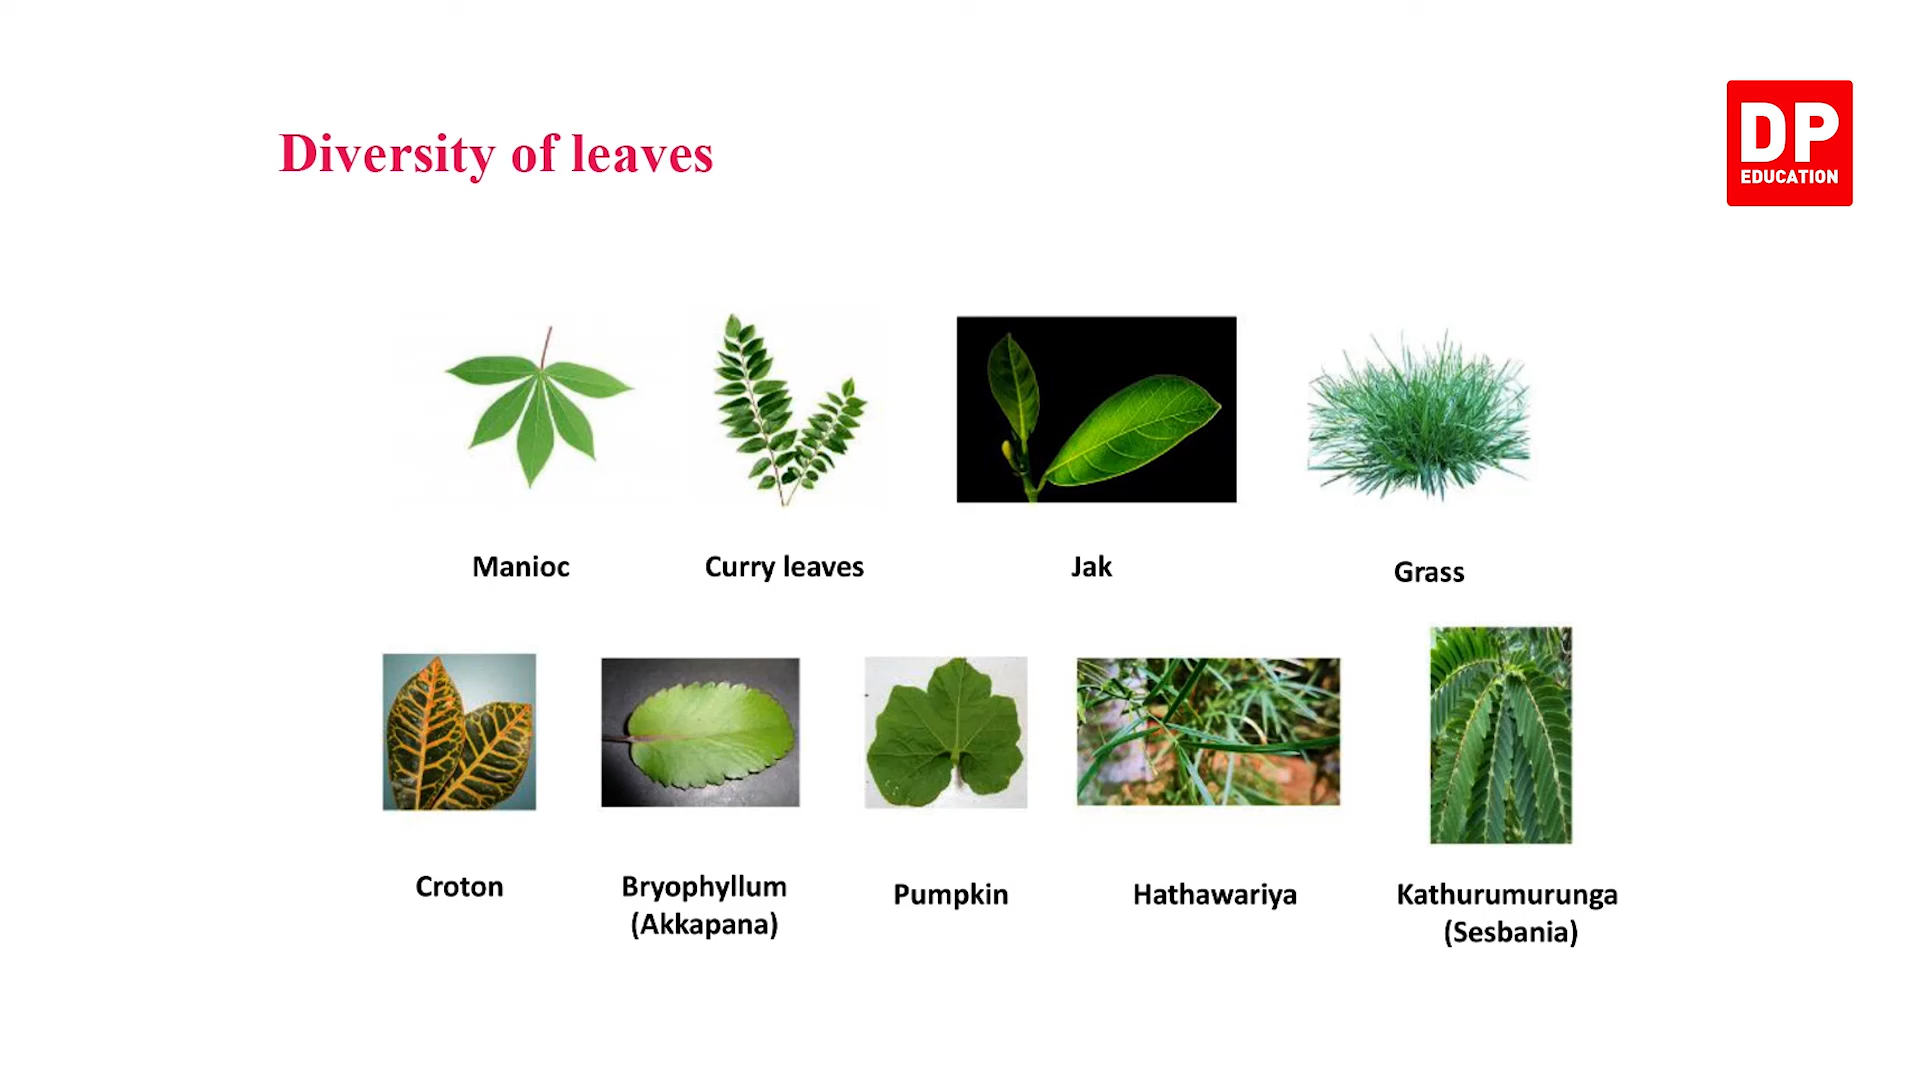 Diversity of leaves
DP
EDUCATION
Manioc
Curry leaves
Jak
Grass
Croton
Bryophyllum
(Akkapana)
Pumpkin
Hathawariya
Kathurumurunga
(Sesbania)